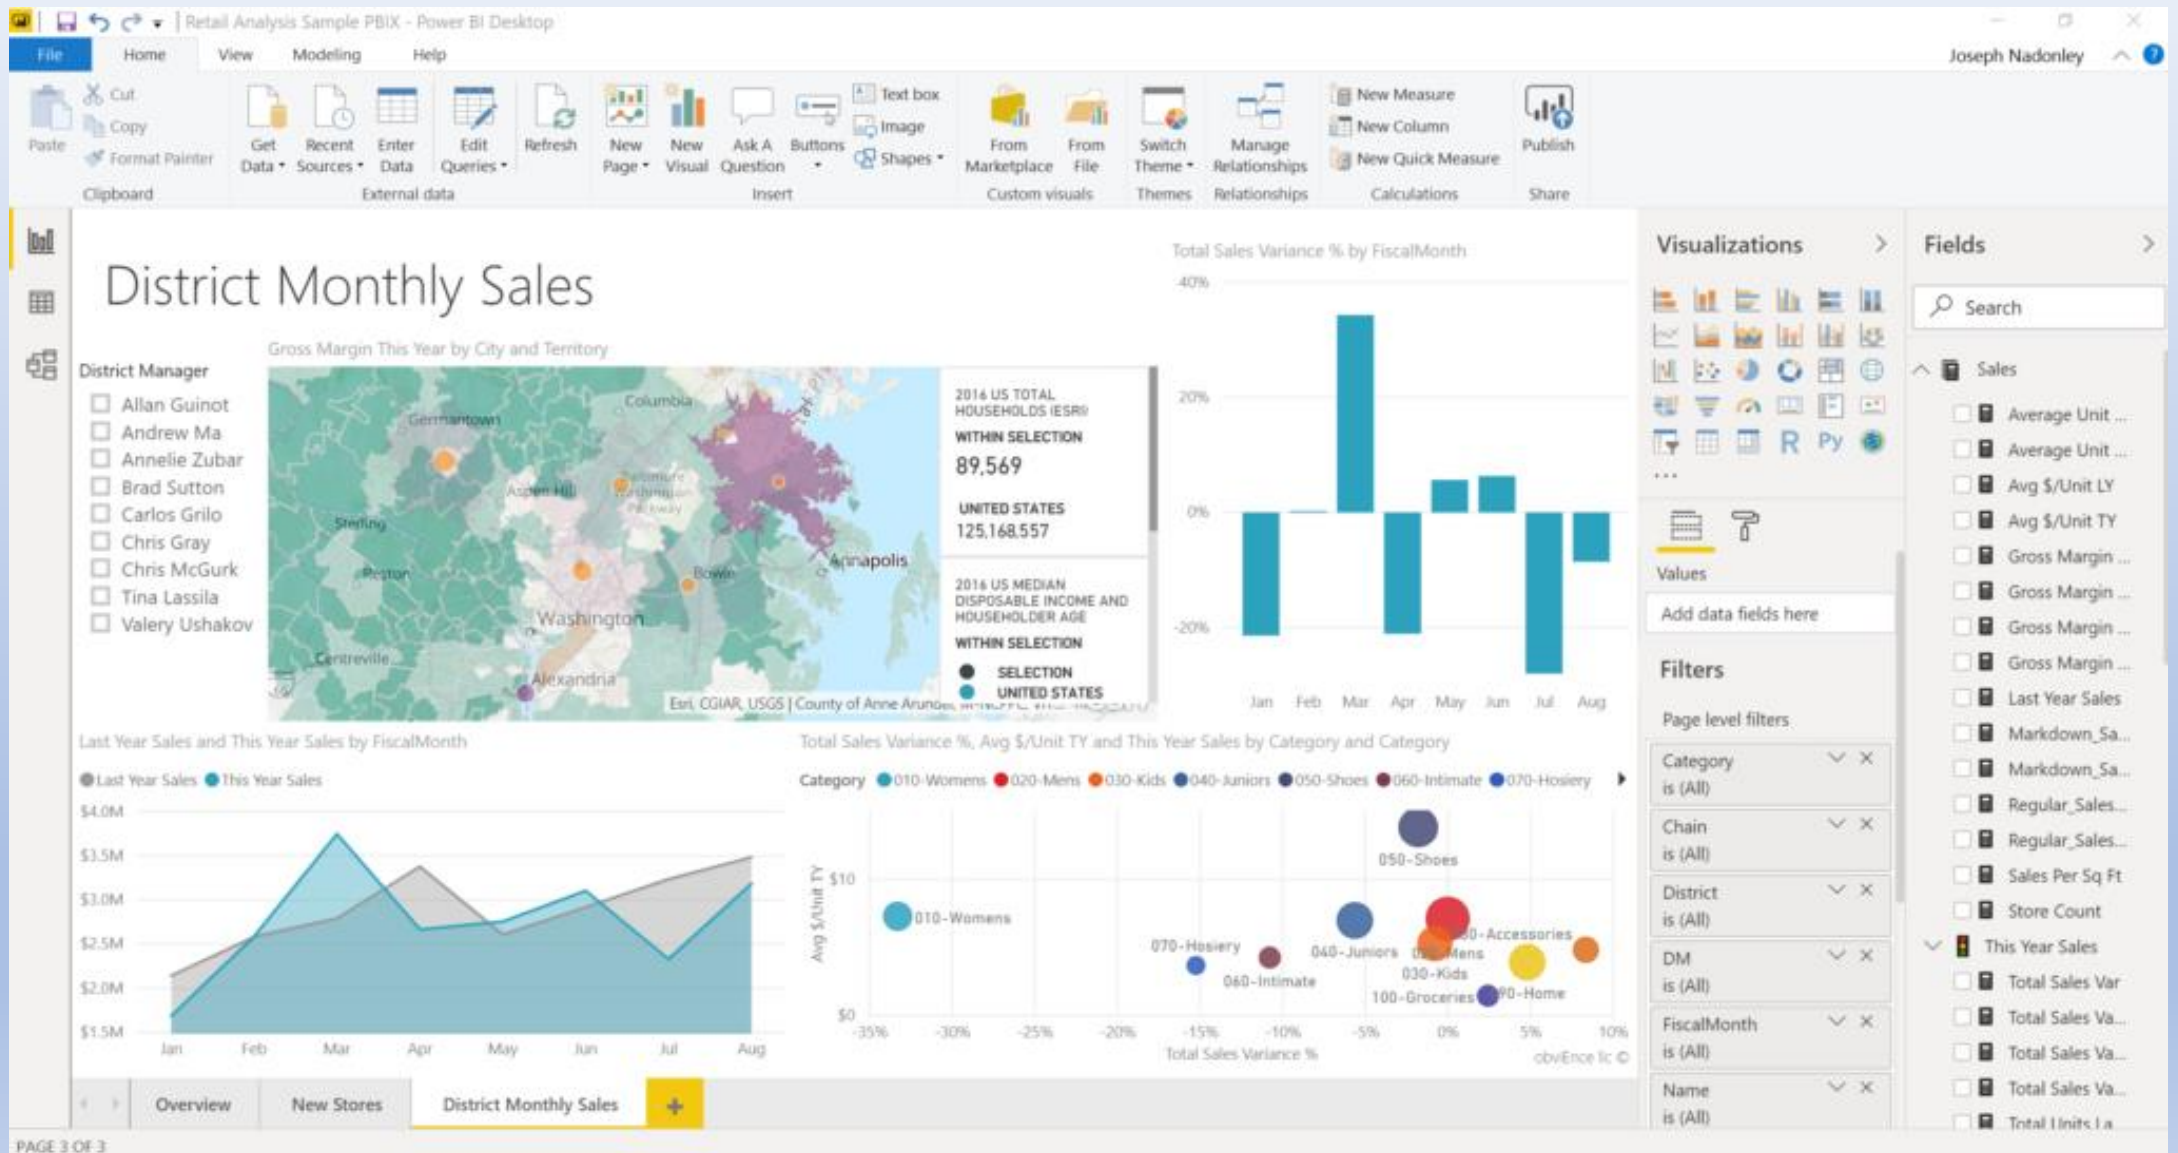 Retail Analysis Sample PBIX - Power BI Desktop
File Home View Modeling Help
Joseph Nadonley
Paste
Cut
Copy
Format Painter
Clipboard
Get Data
Recent Sources
Enter Data
Edit Queries
Refresh
External data
New Page
New Visual
Ask A Question
Buttons
Text box
Image
Shapes
Insert
From Marketplace
From File
Custom visuals
Switch Theme
Themes
Manage Relationships
Relationships
New Measure
New Column
New Quick Measure
Calculations
Publish
Share
District Monthly Sales
District Manager
Allan Guinot
Andrew Ma
Annelie Zubar
Brad Sutton
Carlos Grilo
Chris Gray
Chris McGurk
Tina Lassila
Valery Ushakov
Gross Margin This Year by City and Territory
Germantown
Columbia
Aspen Hill
Sterling
Reston
Bowie
Annapolis
Washington
Centreville
Alexandria
Esri, CGIAR, USGS | County of Anne Arundel,
2016 US TOTAL
HOUSEHOLDS (ESRI)
WITHIN SELECTION
89,569
UNITED STATES
125,168,557
2016 US MEDIAN
DISPOSABLE INCOME AND
HOUSEHOLDER AGE
WITHIN SELECTION
SELECTION
UNITED STATES
Total Sales Variance % by FiscalMonth
40%
20%
0%
-20%
Jan Feb Mar Apr May Jun Jul Aug
Last Year Sales and This Year Sales by FiscalMonth
Last Year Sales This Year Sales
$4.0M
$3.5M
$3.0M
$2.5M
$2.0M
$1.5M
Jan Feb Mar Apr May Jun Jul Aug
Total Sales Variance %, Avg $/Unit TY and This Year Sales by Category and Category
Category 010-Womens 020-Mens 030-Kids 040-Juniors 050-Shoes 060-Intimate 070-Hosiery
Avg $/Unit TY
$10
$0
050-Shoes
010-Womens
070-Hosiery
060-Intimate
040-Juniors
0-Accessories
Mens
030-Kids
100-Groceries
90-Home
-35% -30% -25% -20% -15% -10% -5% 0% 5% 10%
Total Sales Variance %
obviEnce llc ©
Visualizations
R Py
...
Values
Add data fields here
Filters
Page level filters
Category
is (All)
Chain
is (All)
District
is (All)
DM
is (All)
FiscalMonth
is (All)
Name
is (All)
Fields
Search
Sales
Average Unit ...
Average Unit ...
Avg $/Unit LY
Avg $/Unit TY
Gross Margin ...
Gross Margin ...
Gross Margin ...
Gross Margin ...
Last Year Sales
Markdown_Sa...
Markdown_Sa...
Regular_Sales...
Regular_Sales...
Sales Per Sq Ft
Store Count
This Year Sales
Total Sales Var
Total Sales Va...
Total Sales Va...
Total Sales Va...
Total Units La
Overview New Stores District Monthly Sales +
PAGE 3 OF 3